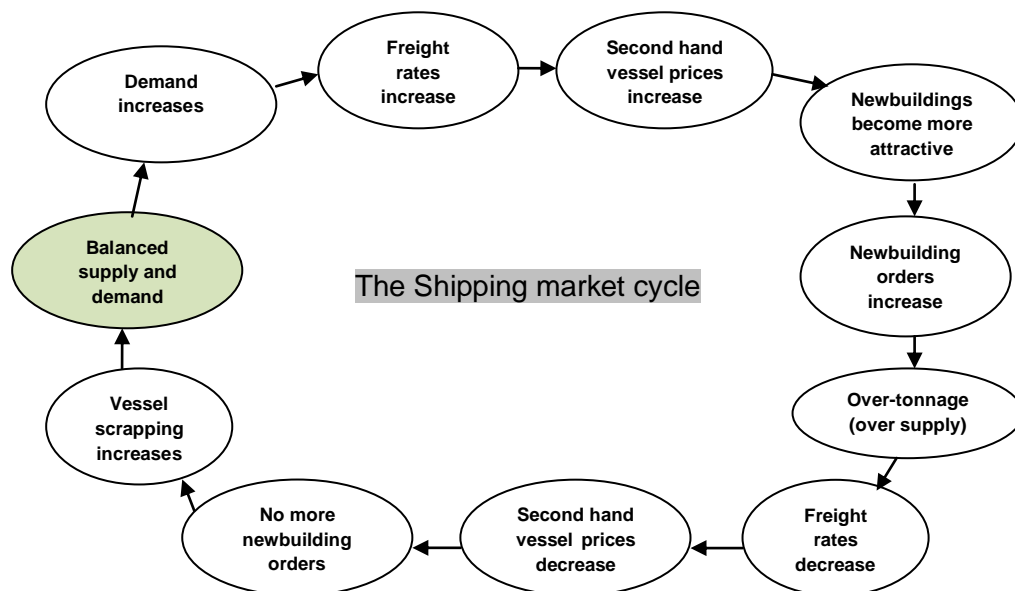 Demand
increases
Freight
rates
increase
Second hand
vessel prices
increase
Newbuildings
become more
attractive
Newbuilding
orders
increase
Over-tonnage
(over supply)
Freight
rates
decrease
Second hand
vessel prices
decrease
No more
newbuilding
orders
Vessel
scrapping
increases
Balanced
supply and
demand
The Shipping market cycle